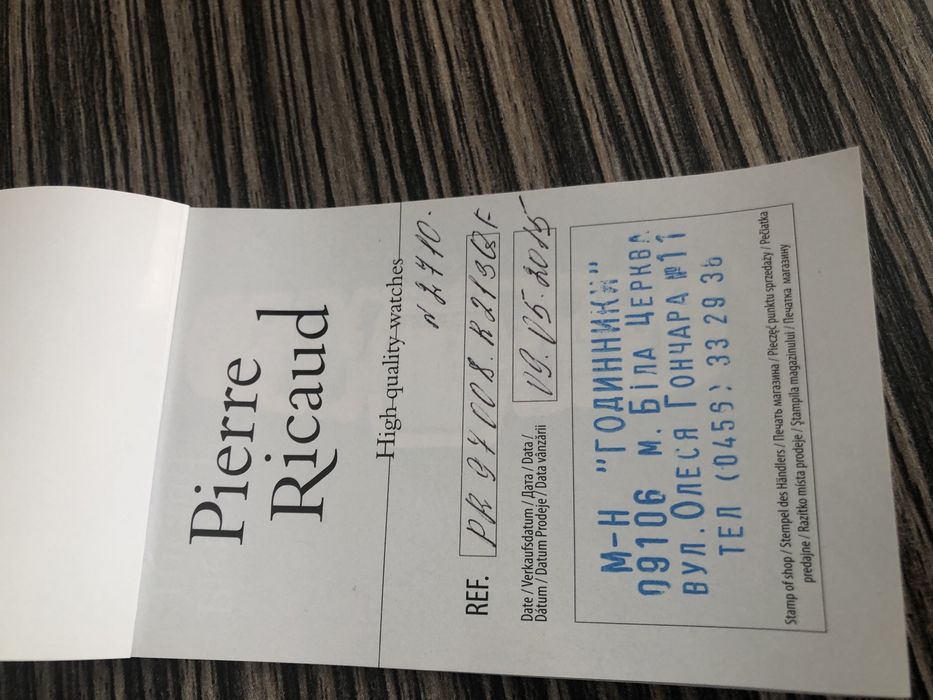 Pierre
Ricaud
High-quality-watches
N 2710.
REF. PR 97008.R213QF
Date / Verkaufsdatum / Дата / Data /
Dátum / Datum Prodeje / Data vânzării
09.05.2015
М-Н "ГОДИННИКИ"
09106 м. Біла Церква
вул. Олеся Гончара №11
ТЕЛ (0456) 33 29 36
Stamp of shop / Stempel des Händlers / Печать магазина / Pieczęć punktu sprzedaży / Pečiatka
predajne / Razítko místa prodeje / Ştampila magazinului / Печатка магазину